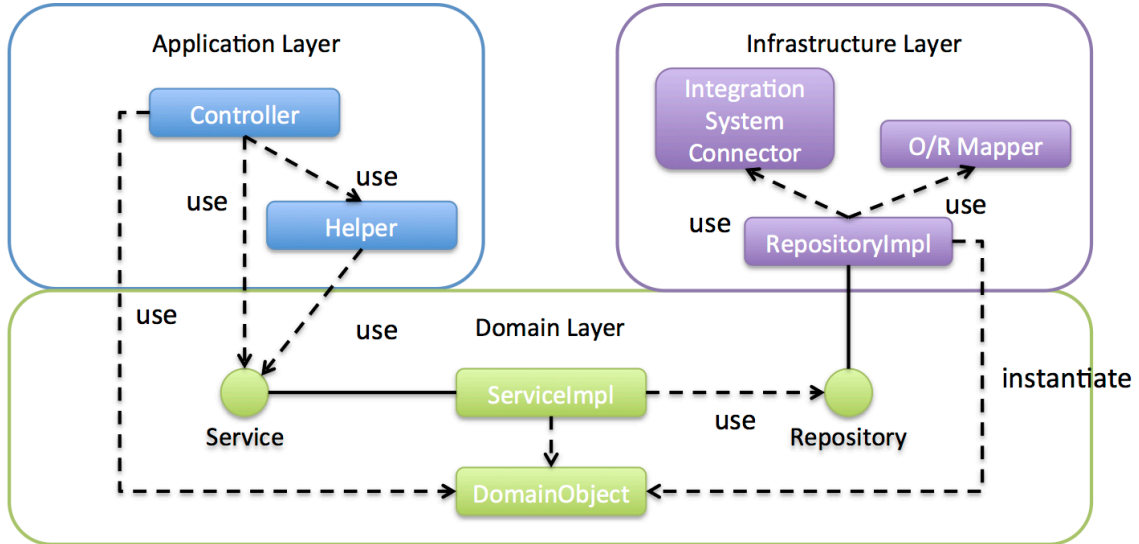 Application Layer
Infrastructure Layer
Controller
Integration
System
Connector
O/R Mapper
use
use
Helper
use
use
RepositoryImpl
use
use
Domain Layer
instantiate
ServiceImpl
use
Service
Repository
DomainObject